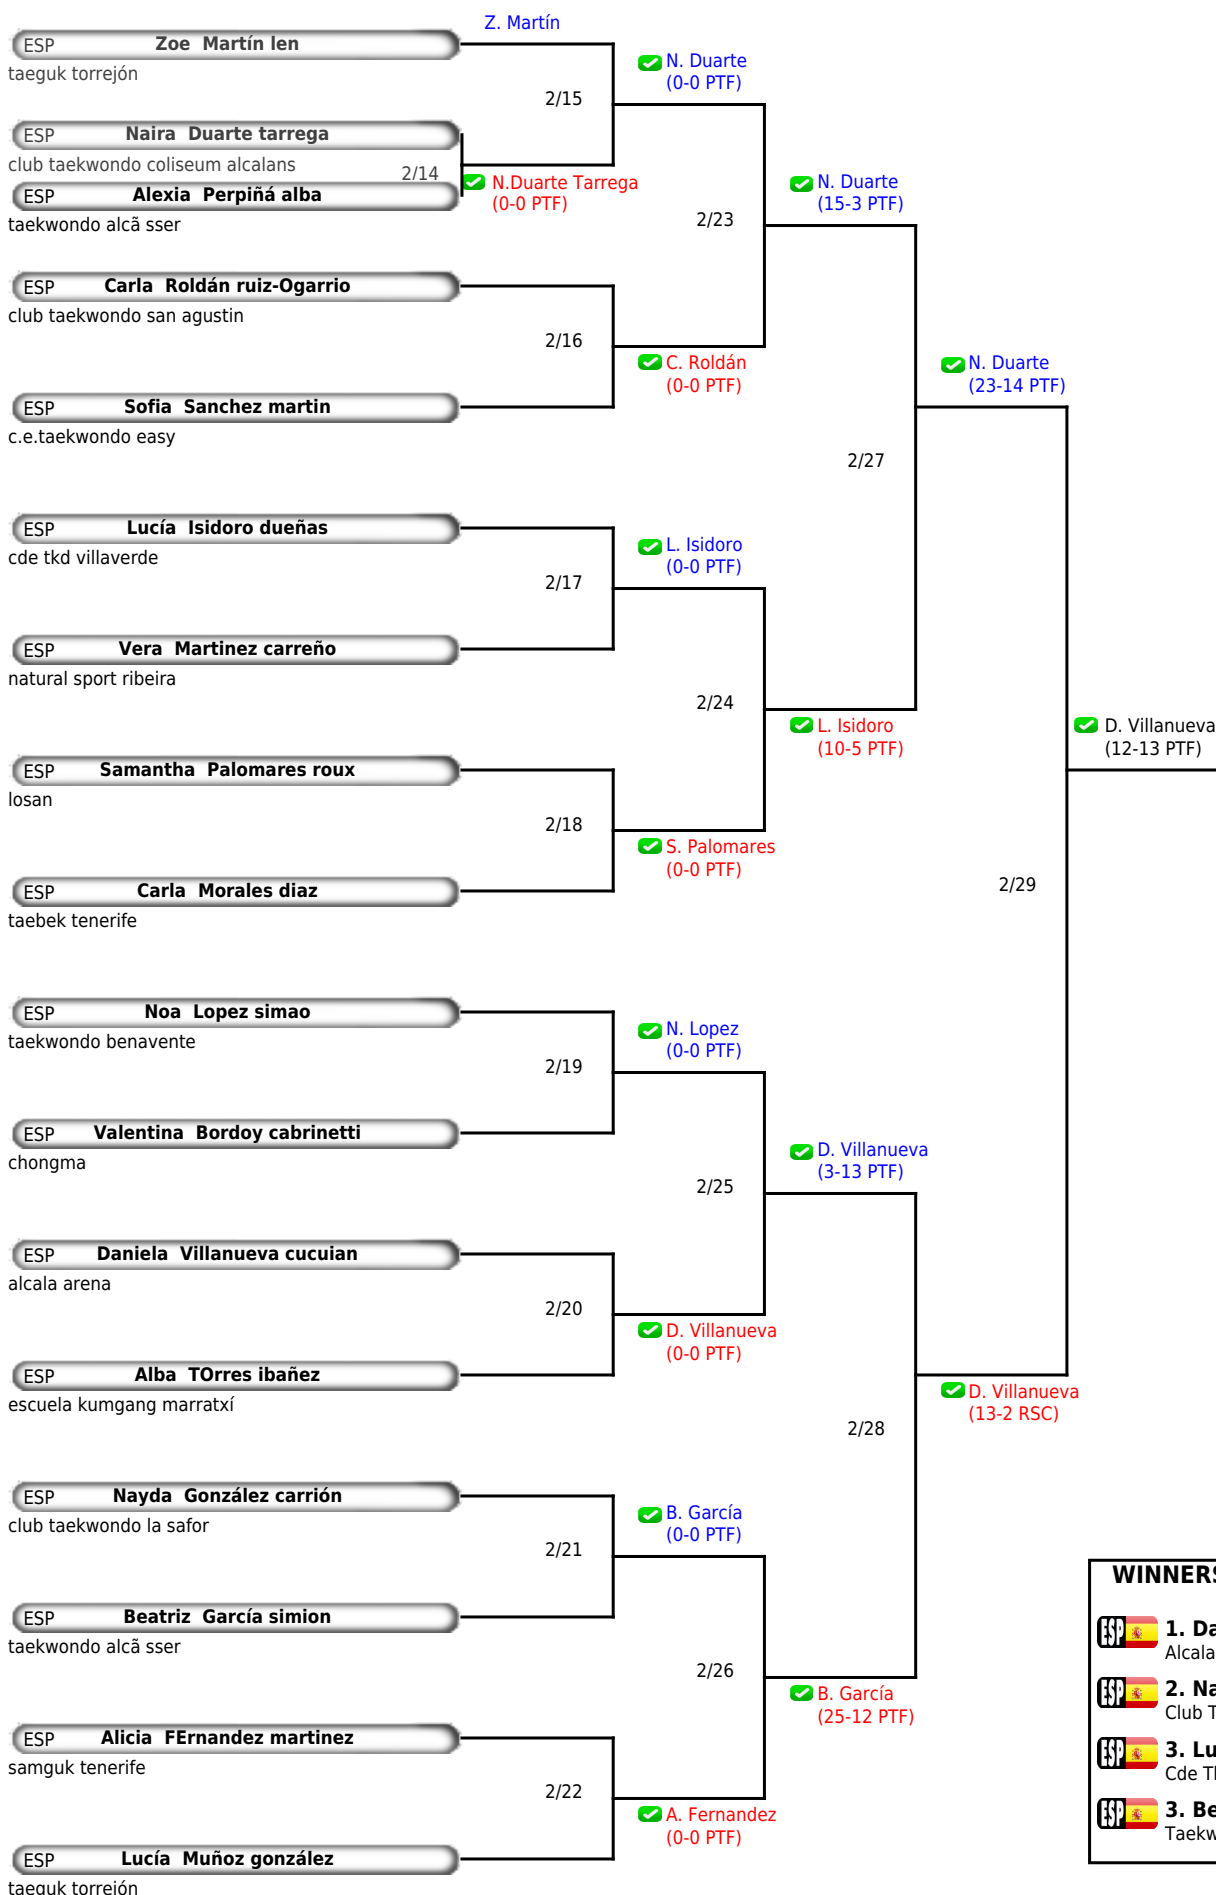 Z. Martín
ESP Zoe Martín len
taeguk torrejón
N. Duarte
(0-0 PTF)
2/15
ESP Naira Duarte tarrega
club taekwondo coliseum alcalans
2/14
N.Duarte Tarrega
(0-0 PTF)
ESP Alexia Perpiñá alba
taekwondo alcã sser
N. Duarte
(15-3 PTF)
2/23
ESP Carla Roldán ruiz-Ogarrio
club taekwondo san agustin
2/16
C. Roldán
(0-0 PTF)
N. Duarte
(23-14 PTF)
ESP Sofia Sanchez martin
c.e.taekwondo easy
2/27
ESP Lucía Isidoro dueñas
cde tkd villaverde
L. Isidoro
(0-0 PTF)
2/17
ESP Vera Martinez carreño
natural sport ribeira
2/24
L. Isidoro
(10-5 PTF)
D. Villanueva
(12-13 PTF)
ESP Samantha Palomares roux
losan
2/18
S. Palomares
(0-0 PTF)
ESP Carla Morales diaz
taebek tenerife
2/29
ESP Noa Lopez simao
taekwondo benavente
N. Lopez
(0-0 PTF)
2/19
ESP Valentina Bordoy cabrinetti
chongma
D. Villanueva
(3-13 PTF)
2/25
ESP Daniela Villanueva cucuian
alcala arena
2/20
D. Villanueva
(0-0 PTF)
ESP Alba TOrres ibañez
escuela kumgang marratxí
D. Villanueva
(13-2 RSC)
2/28
ESP Nayda González carrión
club taekwondo la safor
B. García
(0-0 PTF)
2/21
ESP Beatriz García simion
taekwondo alcã sser
2/26
B. García
(25-12 PTF)
ESP Alicia FErnandez martinez
samguk tenerife
2/22
A. Fernandez
(0-0 PTF)
ESP Lucía Muñoz gonzález
taeguk torrejón
WINNERS
ESP 1. Da
Alcala
ESP 2. Na
Club T
ESP 3. Lu
Cde T
ESP 3. Be
Taekw